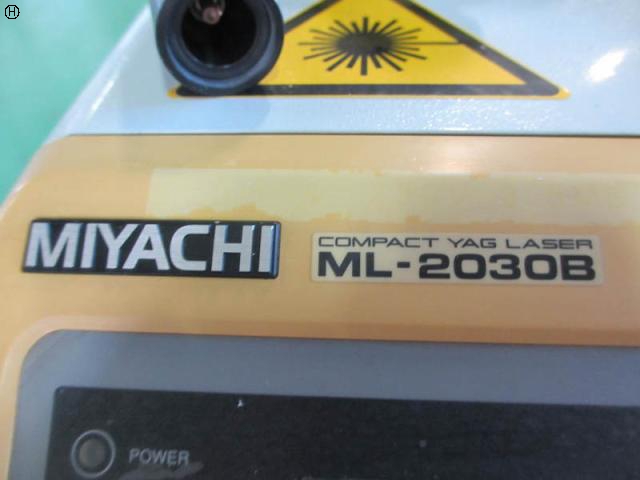 H
MIYACHI
COMPACT YAG LASER
ML-2030B
POWER